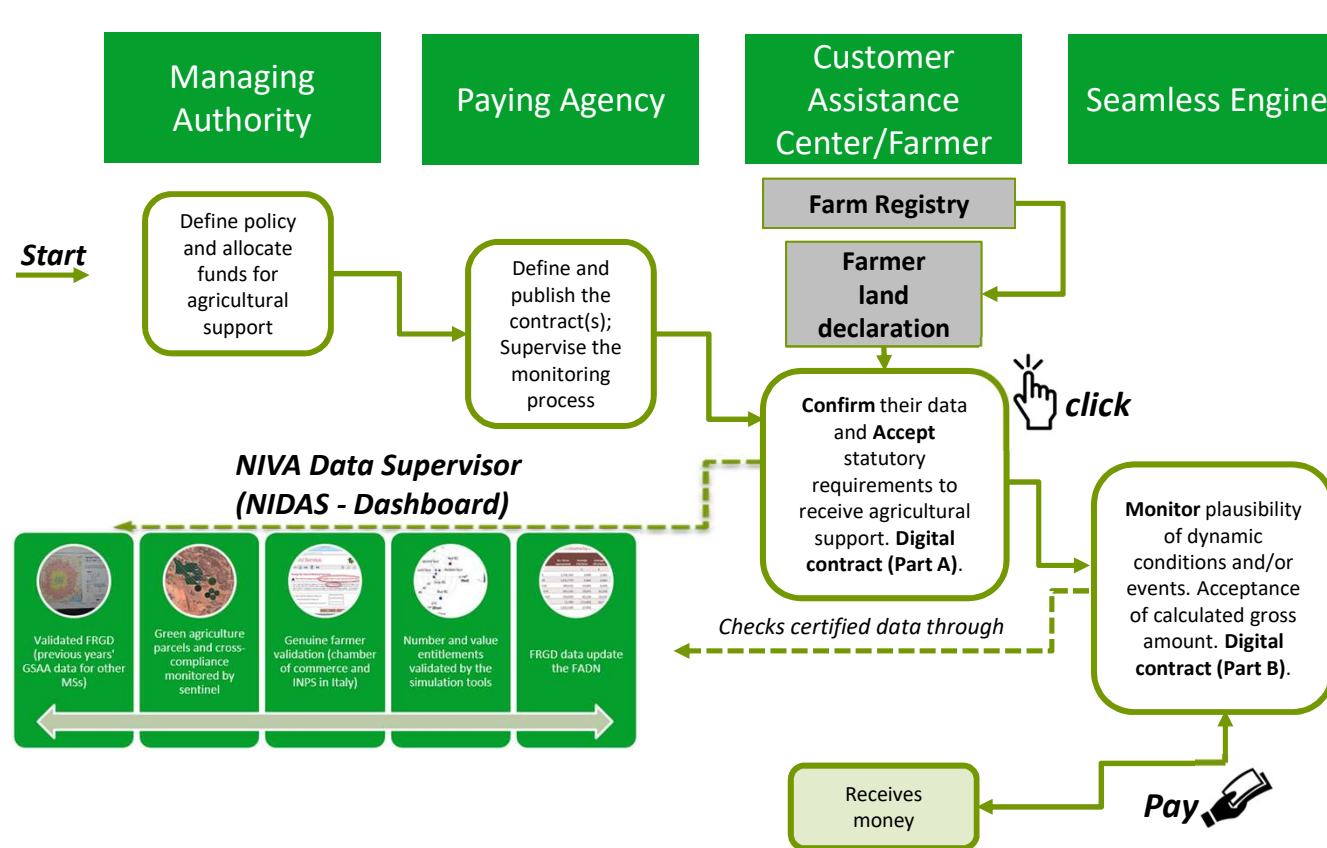 Managing
Authority
Paying Agency
Customer
Assistance
Center/Farmer
Seamless Engine
Start
Define policy
and allocate
funds for
agricultural
support
Define and
publish the
contract(s);
Supervise the
monitoring
process
Farm Registry
Farmer
land
declaration
Confirm their data
and Accept
statutory
requirements to
receive agricultural
support. Digital
contract (Part A).
click
Monitor plausibility
of dynamic
conditions and/or
events. Acceptance
of calculated gross
amount. Digital
contract (Part B).
NIVA Data Supervisor
(NIDAS - Dashboard)
Checks certified data through
Validated FRGD
(previous years'
GSAA data for other
MSs)
Green agriculture
parcels and cross-
compliance
monitored by
sentinel
Genuine farmer
validation (chamber
of commerce and
INPS in Italy)
Number and value
entitlements
validated by the
simulation tools
FRGD data update
the FADN
Receives
money
Pay